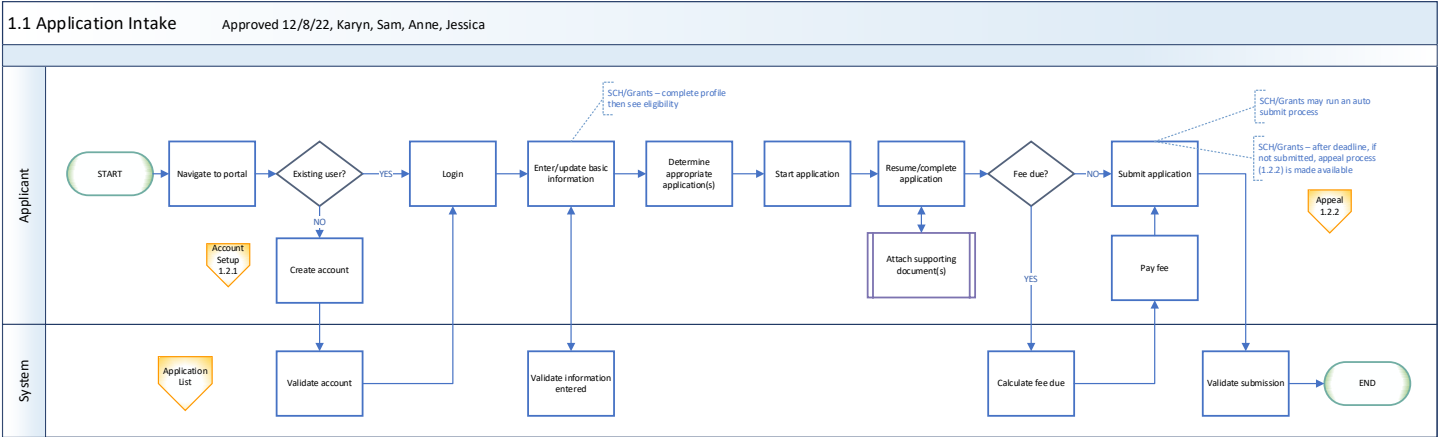 1.1 Application Intake
Approved 12/8/22, Karyn, Sam, Anne, Jessica
Applicant
SCH/Grants – complete profile
then see eligibility
SCH/Grants may run an auto
submit process
SCH/Grants – after deadline, if
not submitted, appeal process
(1.2.2) is made available
START
Navigate to portal
Existing user?
YES
Login
Enter/update basic
information
Determine
appropriate
application(s)
Start application
Resume/complete
application
Fee due?
NO
Submit application
Appeal
1.2.2
NO
Account
Setup
1.2.1
Create account
Attach supporting
document(s)
YES
Pay fee
System
Application
List
Validate account
Validate information
entered
Calculate fee due
Validate submission
END